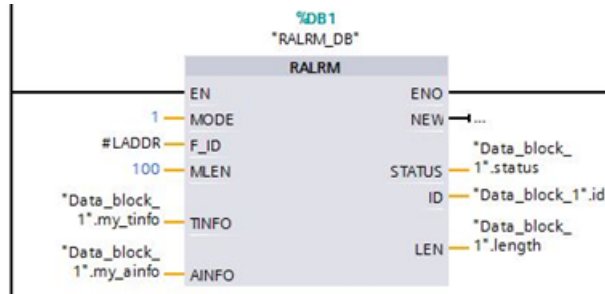 %DB1
"RALRM_DB"
RALRM
EN
ENO
1
MODE
NEW
...
#LADDR
F_ID
100
MLEN
STATUS
"Data_block_
1".status
ID
"Data_block_1".id
"Data_block_
1".my_tinfo
TINFO
LEN
"Data_block_
1".length
"Data_block_
1".my_ainfo
AINFO